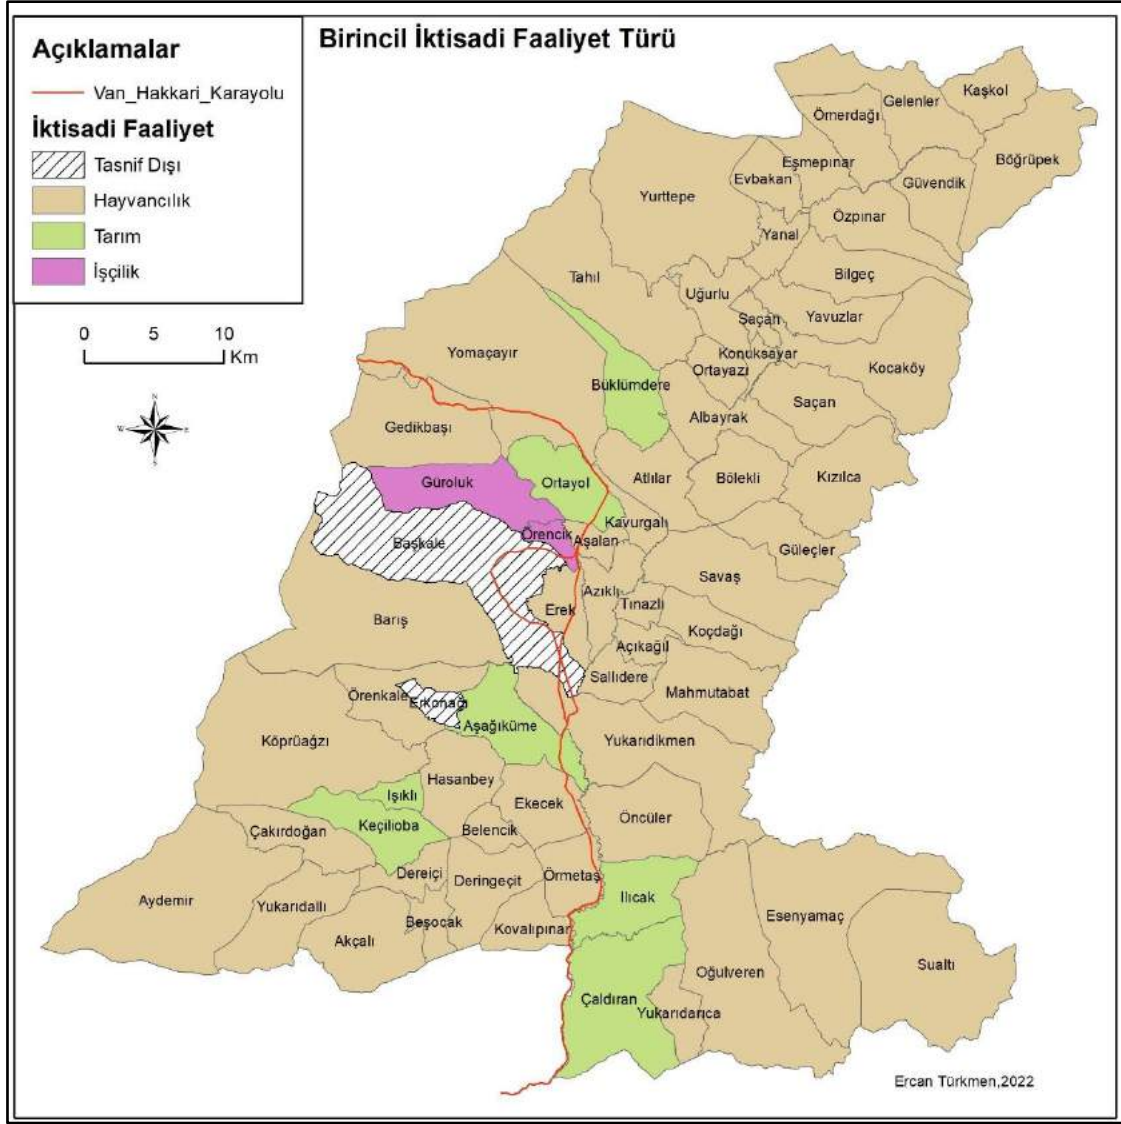 Birincil İktisadi Faaliyet Türü
Açıklamalar
Van_Hakkari_Karayolu
İktisadi Faaliyet
Tasnif Dışı
Hayvancılık
Tarım
İşçilik
0 5 10
Km
N
W E
S
Kaşkol
Gelenler
Ömerdağı
Böğrüpek
Eşmepınar
Evbakan
Güvendik
Yurttepe
Özpınar
Yanal
Bilgeç
Tahıl
Uğurlu
Saçan
Yavuzlar
Yomaçayır
Konuksayar
Kocaköy
Ortayazi
Büklümdere
Saçan
Albayrak
Gedikbaşı
Güroluk
Ortayol
Atlılar
Bölekli
Kızılca
Kavurgalı
Örencik
Aşalan
Başkale
Güleçler
Savaş
Azıklı
Tınazlı
Erek
Barış
Koçdağı
Açıkağıl
Sallıdere
Mahmutabat
Örenkale
Erkonağı
Aşağıküme
Köprüağzı
Yukarıdikmen
Hasanbey
Işıklı
Ekecek
Öncüler
Keçilioba
Çakırdoğan
Belencik
Dereiçi
Deringeçit
Örmetaş
Aydemir
Yukarıdallı
Ilıcak
Beşocak
Esenyamaç
Kovalıpınar
Akçalı
Sualtı
Oğulveren
Çaldıran
Yukarıdarıca
Ercan Türkmen,2022